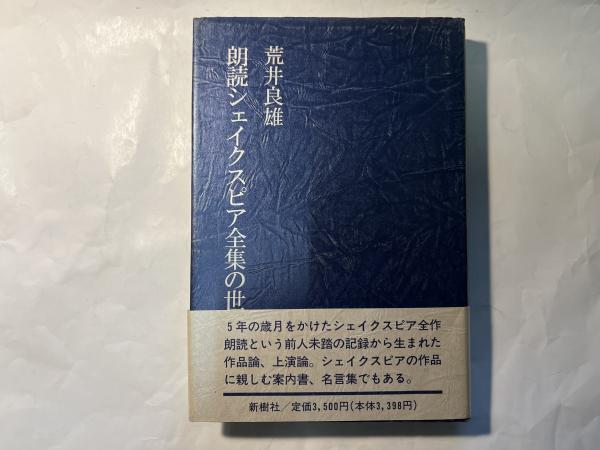 荒井良雄
朗読シェイクスピア全集の世
5年の歳月をかけたシェイクスピア全作
朗読という前人未踏の記録から生まれた
作品論、上演論。シェイクスピアの作品
に親しむ案内書、名言集でもある。
新樹社/定価3,500円(本体3,398円)